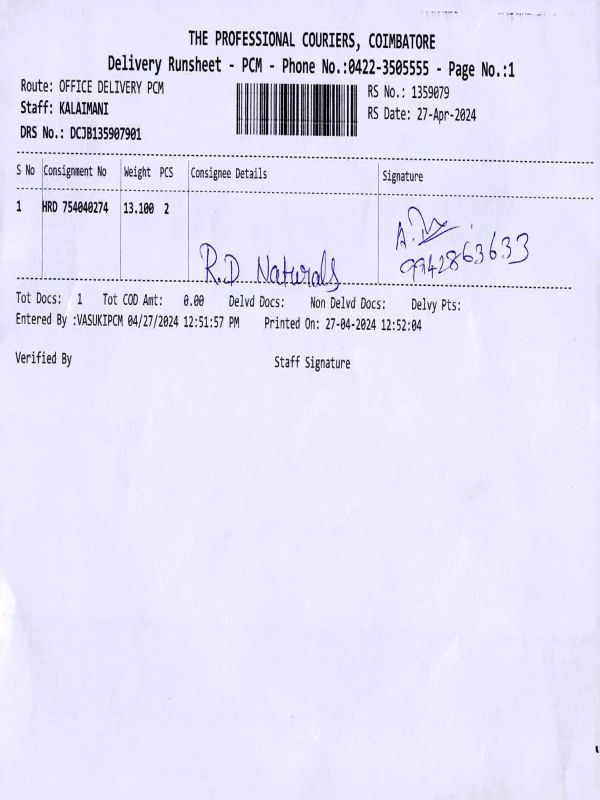 THE PROFESSIONAL COURIERS, COIMBATORE
Delivery Runsheet - PCM - Phone No.:0422-3505555 - Page No.:1
Route: OFFICE DELIVERY PCM
Staff: KALAIMANI
DRS No.: DCJB135907901
RS No.: 1359079
RS Date: 27-Apr-2024
S No Consignment No Weight PCS Consignee Details Signature
1 HRD 754040274 13.100 2
R.D Naturals
A.
9942863633
Tot Docs: 1 Tot COD Amt: 0.00 Delvd Docs: Non Delvd Docs: Delvy Pts:
Entered By :VASUKIPCM 04/27/2024 12:51:57 PM Printed On: 27-04-2024 12:52:04
Verified By Staff Signature